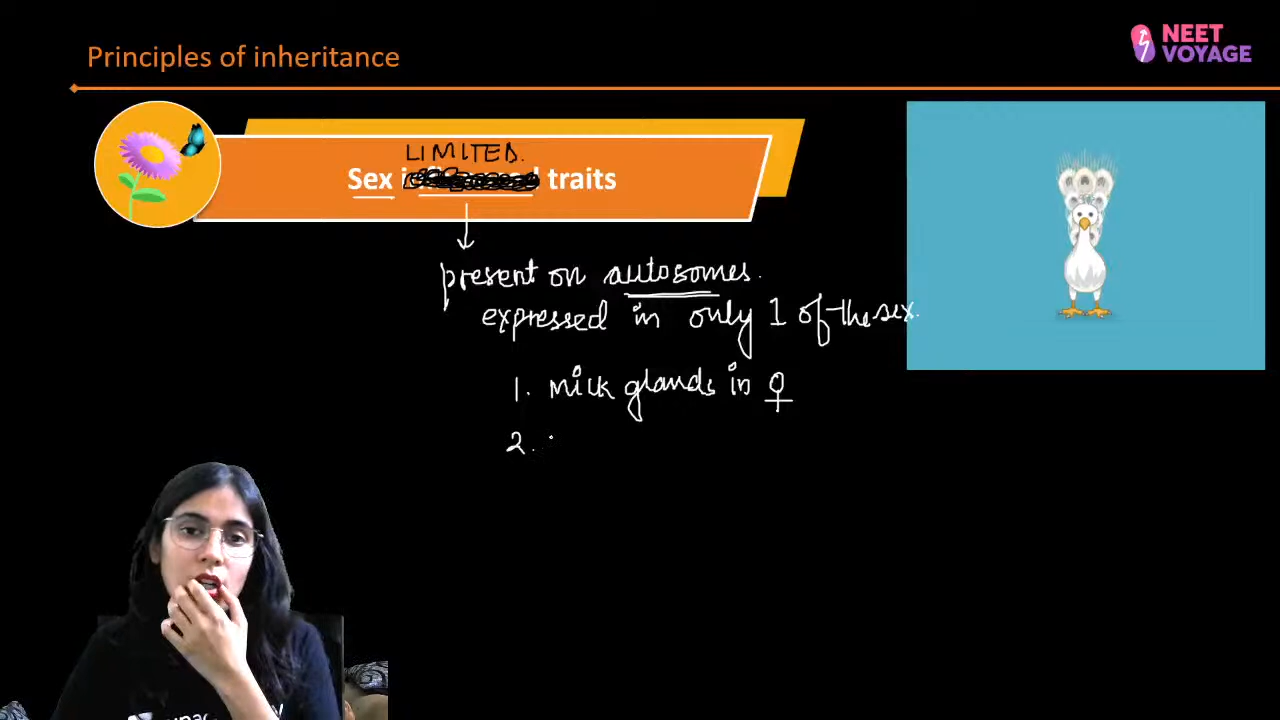 Principles of inheritance
NEET
VOYAGE
LIMITED.
Sex traits
present on autosomes.
expressed in only 1 of the sex.
1. milk glands in ♀
2.